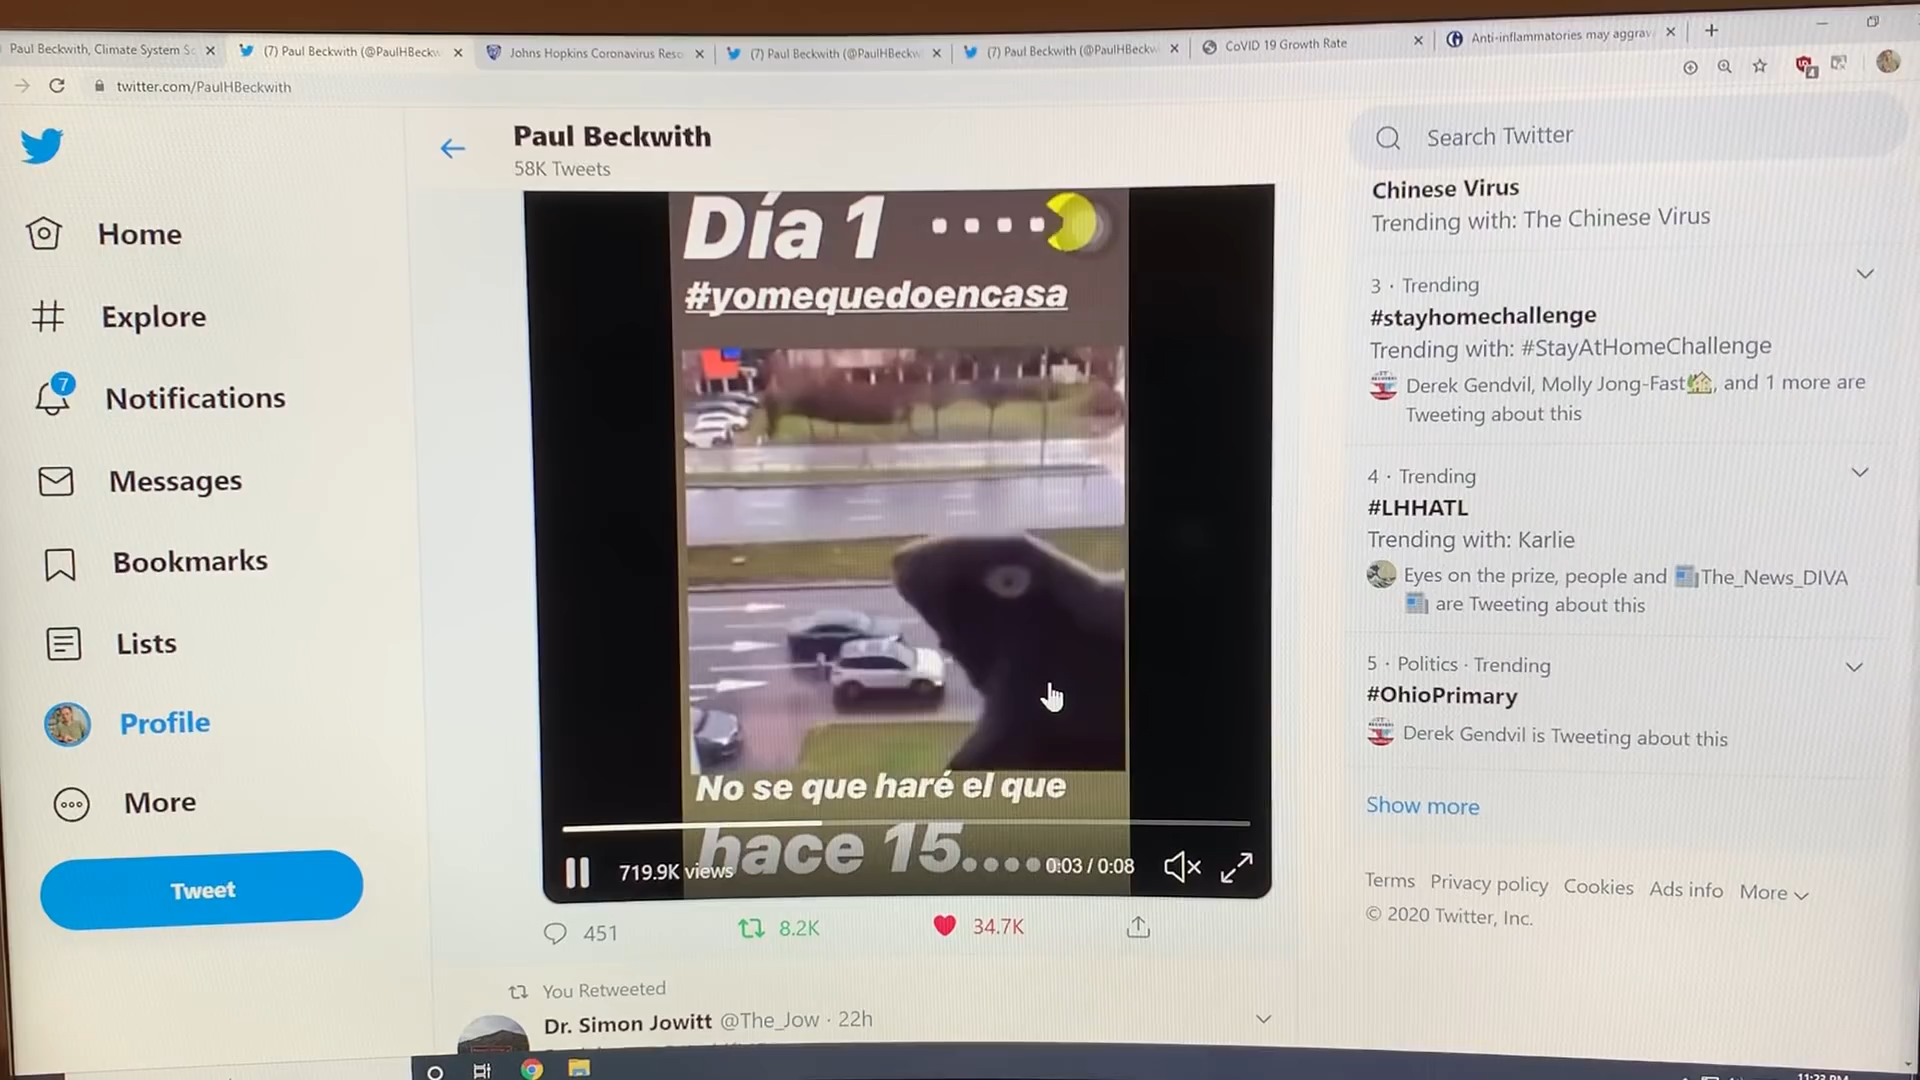 Paul Beckwith, Climate System Sc
(7) Paul Beckwith (@PaulHBeckw
Johns Hopkins Coronavirus Reso
(7) Paul Beckwith (@PaulHBeckw
(7) Paul Beckwith (@PaulHBeckw
CoVID 19 Growth Rate
Anti-inflammatories may aggrav
twitter.com/PaulHBeckwith
Home
Explore
7
Notifications
Messages
Bookmarks
Lists
Profile
More
Tweet
Paul Beckwith
58K Tweets
Día 1
#yomequedoencasa
No se que haré el que
hace 15....
719.9K views
0:03 / 0:08
451
8.2K
34.7K
You Retweeted
Dr. Simon Jowitt @The_Jow · 22h
Search Twitter
Chinese Virus
Trending with: The Chinese Virus
3 · Trending
#stayhomechallenge
Trending with: #StayAtHomeChallenge
Derek Gendvil, Molly Jong-Fast🏡, and 1 more are
Tweeting about this
4 · Trending
#LHHATL
Trending with: Karlie
Eyes on the prize, people and 📰The_News_DIVA
📰 are Tweeting about this
5 · Politics · Trending
#OhioPrimary
Derek Gendvil is Tweeting about this
Show more
Terms Privacy policy Cookies Ads info More
© 2020 Twitter, Inc.